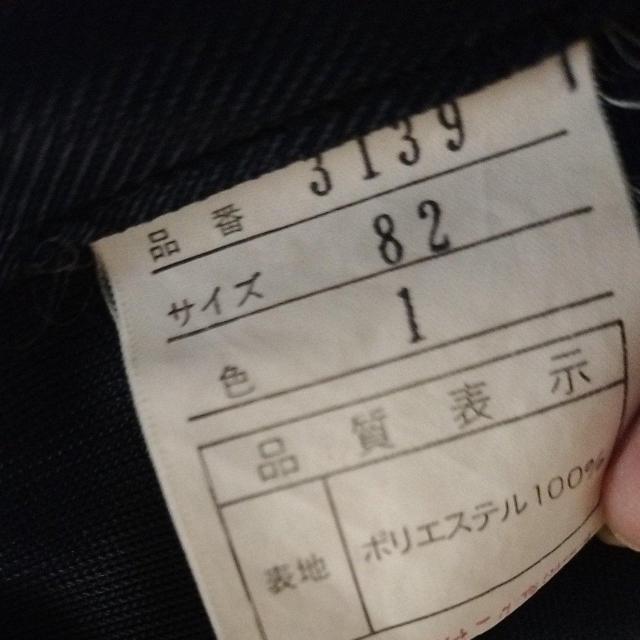 品番 3139
サイズ 82
色 1
品質表示
表地 ポリエステル100%